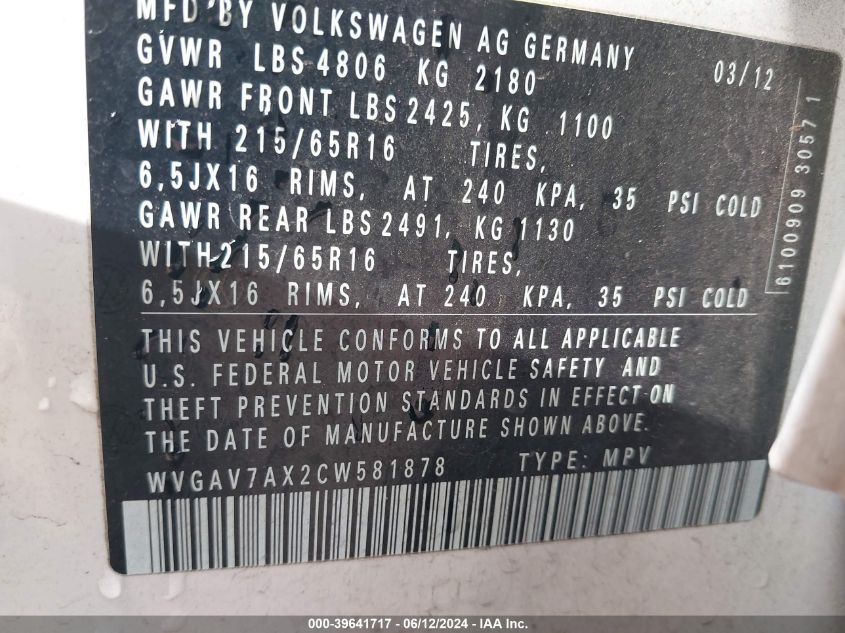 MFD BY VOLKSWAGEN AG GERMANY
GVWR LBS 4806 KG 2180 03/12
GAWR FRONT LBS 2425, KG 1100
WITH 215/65R16 TIRES,
6,5JX16 RIMS, AT 240 KPA, 35 PSI COLD
GAWR REAR LBS 2491, KG 1130
WITH 215/65R16 TIRES,
6,5JX16 RIMS, AT 240 KPA, 35 PSI COLD
6100909 30571
THIS VEHICLE CONFORMS TO ALL APPLICABLE
U.S. FEDERAL MOTOR VEHICLE SAFETY AND
THEFT PREVENTION STANDARDS IN EFFECT ON
THE DATE OF MANUFACTURE SHOWN ABOVE.
WVGAV7AX2CW581878 TYPE: MPV
000-39641717 - 06/12/2024 - IAA Inc.